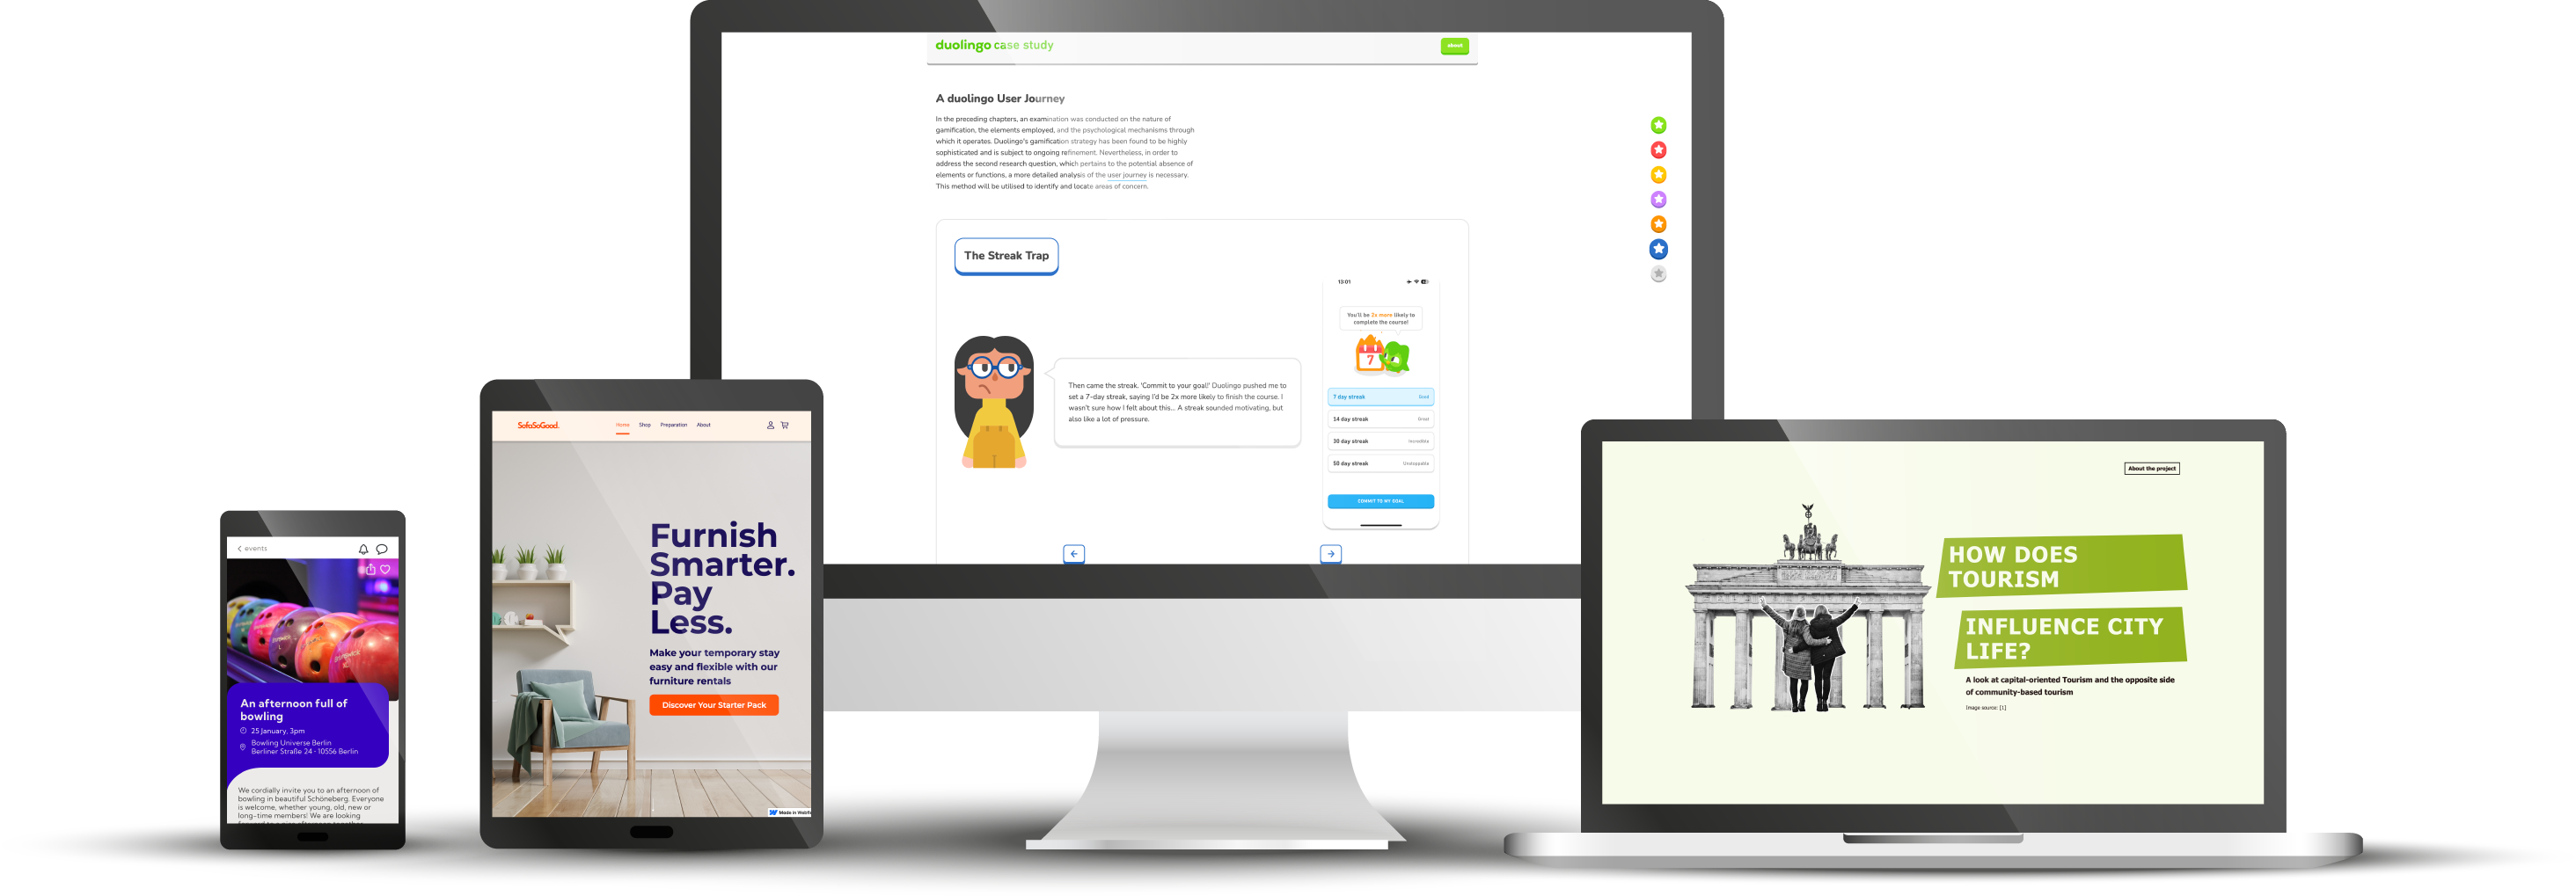 duolingo case study
about
A duolingo User Journey
In the preceding chapters, an examination was conducted on the nature of
gamification, the elements employed, and the psychological mechanisms through
which it operates. Duolingo's gamification strategy has been found to be highly
sophisticated and is subject to ongoing refinement. Nevertheless, in order to
address the second research question, which pertains to the potential absence of
elements or functions, a more detailed analysis of the user journey is necessary.
This method will be utilised to identify and locate areas of concern.
The Streak Trap
Then came the streak. 'Commit to your goal!' Duolingo pushed me to
set a 7-day streak, saying I'd be 2x more likely to finish the course. I
wasn't sure how I felt about this... A streak sounded motivating, but
also like a lot of pressure.
13:01
You'll be 2x more likely to
complete the course!
7
7 day streak
Good
14 day streak
Great
30 day streak
Incredible
50 day streak
Unstoppable
COMMIT TO MY GOAL
SofaSoGood.
Home
Shop
Preparation
About
Furnish
Smarter.
Pay
Less.
Make your temporary stay
easy and flexible with our
furniture rentals
Discover Your Starter Pack
Made in Webfl
events
An afternoon full of
bowling
25 January, 3pm
Bowling Universe Berlin
Berliner Straße 24 - 10556 Berlin
We cordially invite you to an afternoon of
bowling in beautiful Schöneberg. Everyone
is welcome, whether young, old, new or
long-time members! We are looking
About the project
HOW DOES
TOURISM
INFLUENCE CITY
LIFE?
A look at capital-oriented Tourism and the opposite side
of community-based tourism
Image source: [1]